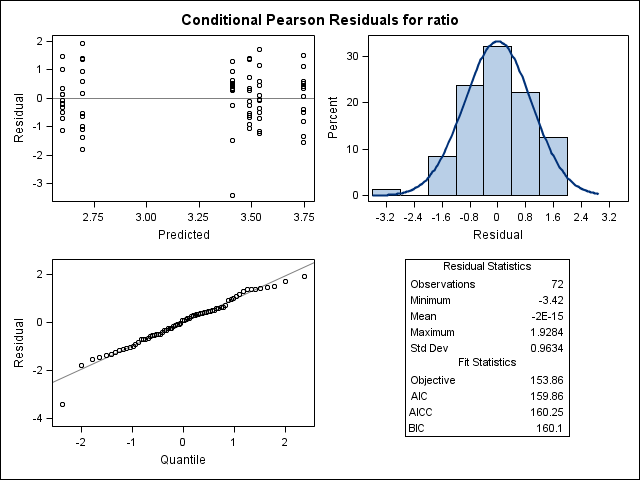 Conditional Pearson Residuals for ratio
2
1
0
-1
-2
-3
Residual
2.75 3.00 3.25 3.50 3.75
Predicted
30
20
10
0
Percent
-3.2 -2.4 -1.6 -0.8 0 0.8 1.6 2.4 3.2
Residual
2
0
-2
-4
Residual
-2 -1 0 1 2
Quantile
Residual Statistics
Observations 72
Minimum -3.42
Mean -2E-15
Maximum 1.9284
Std Dev 0.9634
Fit Statistics
Objective 153.86
AIC 159.86
AICC 160.25
BIC 160.1